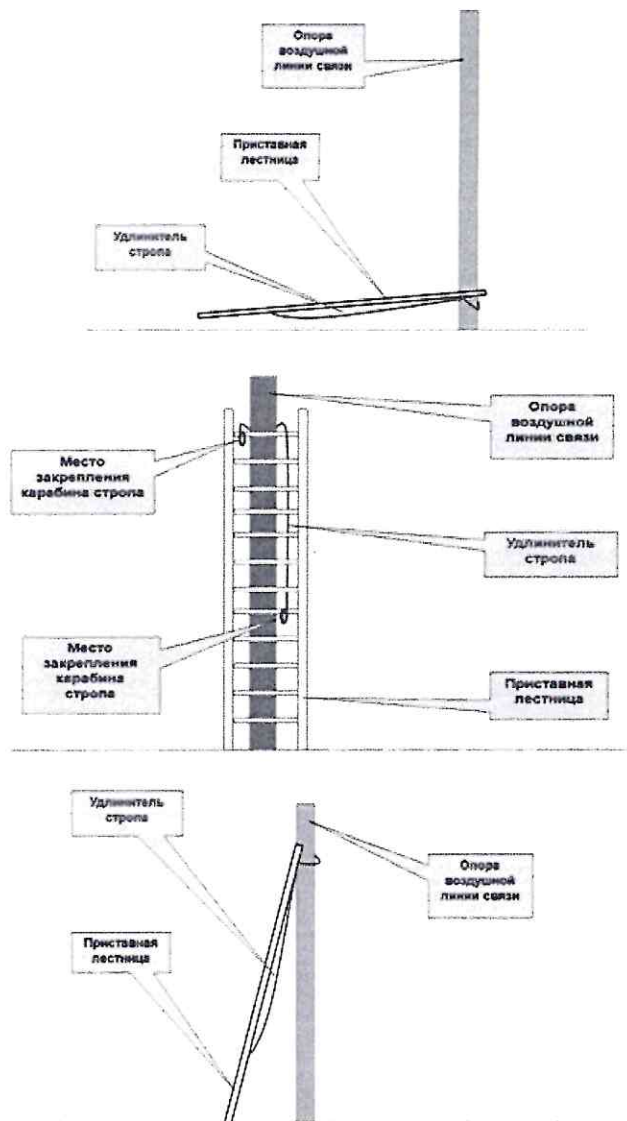 Опора
воздушной
линии связи
Приставная
лестница
Удлинитель
стропа
Опора
воздушной
линии связи
Место
закрепления
карабина стропа
Удлинитель
стропа
Место
закрепления
карабина
стропа
Приставная
лестница
Удлинитель
стропа
Опора
воздушной
линии связи
Приставная
лестница